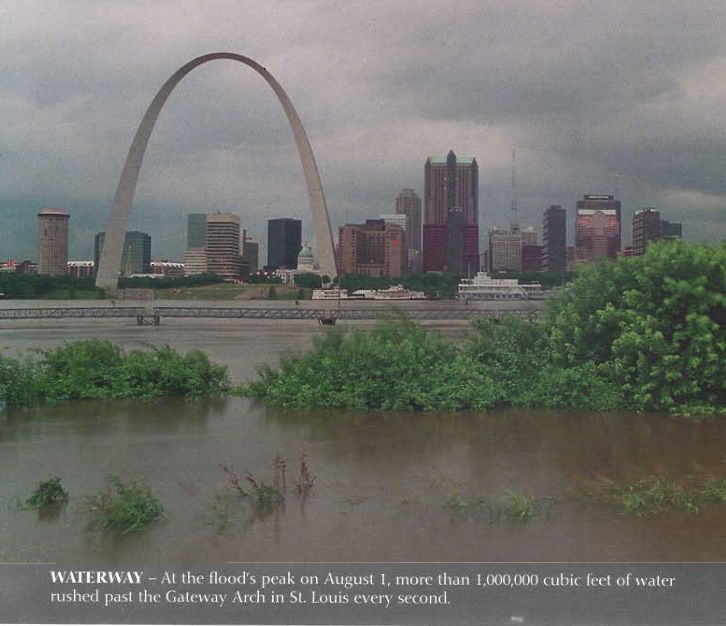 WATERWAY – At the flood's peak on August 1, more than 1,000,000 cubic feet of water
rushed past the Gateway Arch in St. Louis every second.